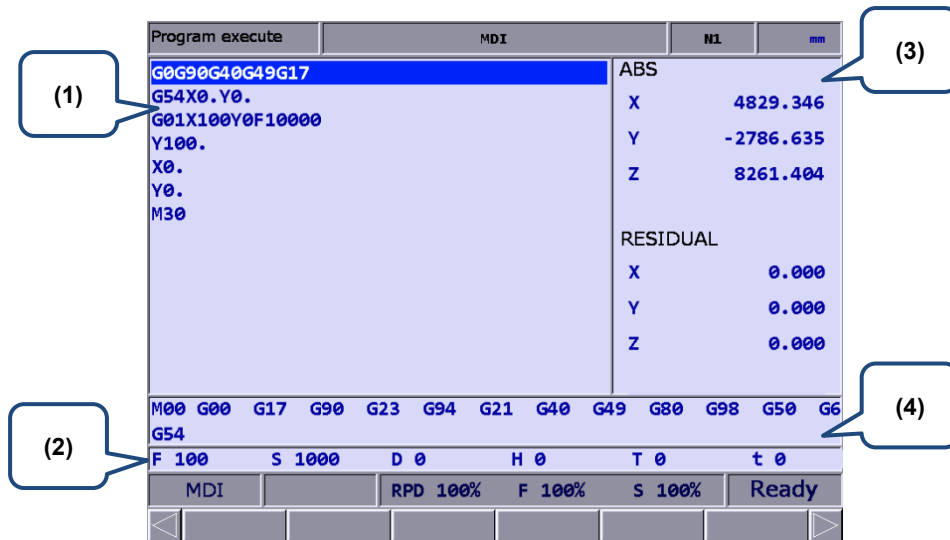 Program execute MDI N1 mm
(1)
(2)
(3)
(4)
G0G90G40G49G17
G54X0.Y0.
G01X100Y0F10000
Y100.
X0.
Y0.
M30
ABS
X 4829.346
Y -2786.635
Z 8261.404
RESIDUAL
X 0.000
Y 0.000
Z 0.000
M00 G00 G17 G90 G23 G94 G21 G40 G49 G80 G98 G50 G6
G54
F 100 S 1000 D 0 H 0 T 0 t 0
MDI RPD 100% F 100% S 100% Ready